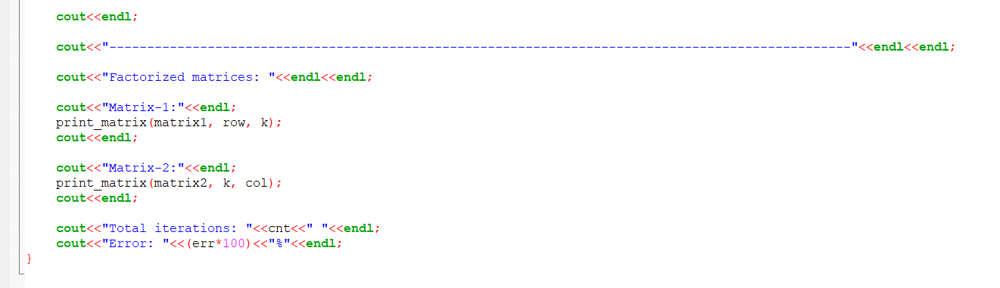 cout<<endl;
cout<<"--------------------------------------------------------------------------------------------------"<<endl<<endl;
cout<<"Factorized matrices: "<<endl<<endl;
cout<<"Matrix-1:"<<endl;
print_matrix(matrix1, row, k);
cout<<endl;
cout<<"Matrix-2:"<<endl;
print_matrix(matrix2, k, col);
cout<<endl;
cout<<"Total iterations: "<<cnt<<" "<<endl;
cout<<"Error: "<<(err*100)<<"%"<<endl;
}